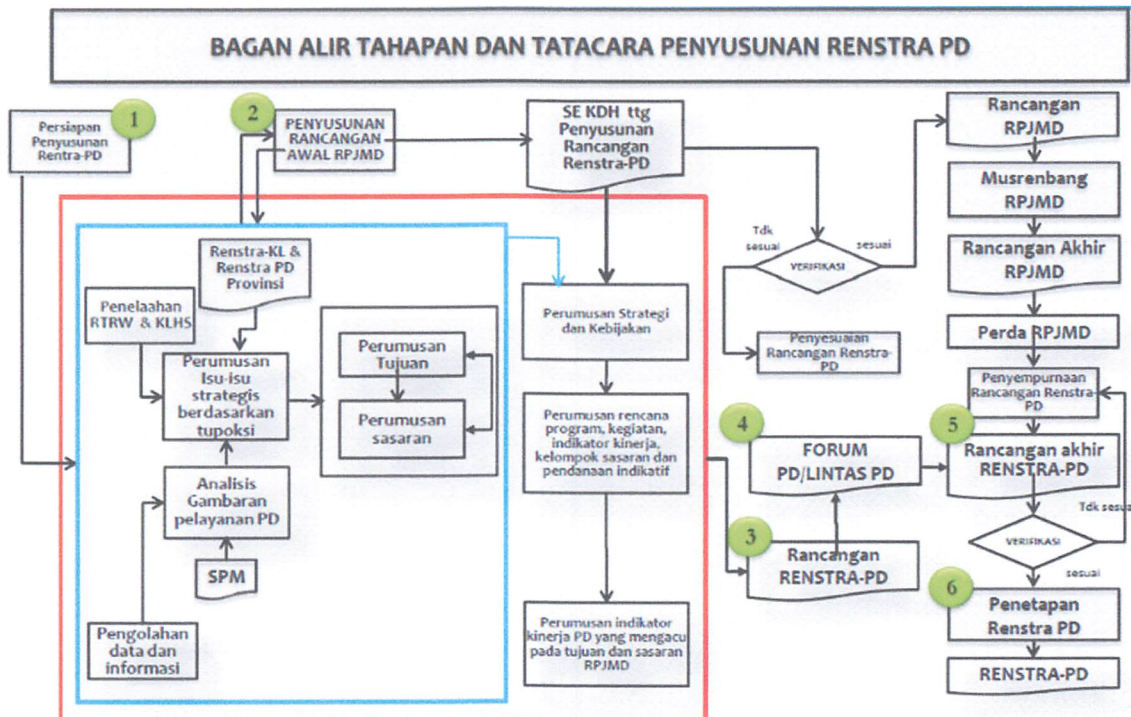 BAGAN ALIR TAHAPAN DAN TATACARA PENYUSUNAN RENSTRA PD
1
Persiapan
Penyusunan
Rentra-PD
2
PENYUSUNAN
RANCANGAN
AWAL RPJMD
SE KDH ttg
Penyusunan
Rancangan
Renstra-PD
Rancangan
RPJMD
Musrenbang
RPJMD
Rancangan Akhir
RPJMD
Perda RPJMD
Penyempurnaan
Rancangan Renstra-
PD
Tdk
sesuai
sesuai
VERIFIKASI
Penyesuaian
Rancangan Renstra-
PD
Renstra-KL &
Renstra PD
Provinsi
Penelaahan
RTRW & KLHS
Perumusan
Isu-isu
strategis
berdasarkan
tupoksi
Perumusan
Tujuan
Perumusan
sasaran
Analisis
Gambaran
pelayanan PD
SPM
Pengolahan
data dan
informasi
Perumusan Strategi
dan Kebijakan
Perumusan rencana
program, kegiatan,
indikator kinerja,
kelompok sasaran dan
pendanaan indikatif
Perumusan indikator
kinerja PD yang mengacu
pada tujuan dan sasaran
RPJMD
3
Rancangan
RENSTRA-PD
4
FORUM
PD/LINTAS PD
5
Rancangan akhir
RENSTRA-PD
Tdk sesua
VERIFIKASI
sesuai
6
Penetapan
Renstra PD
RENSTRA-PD